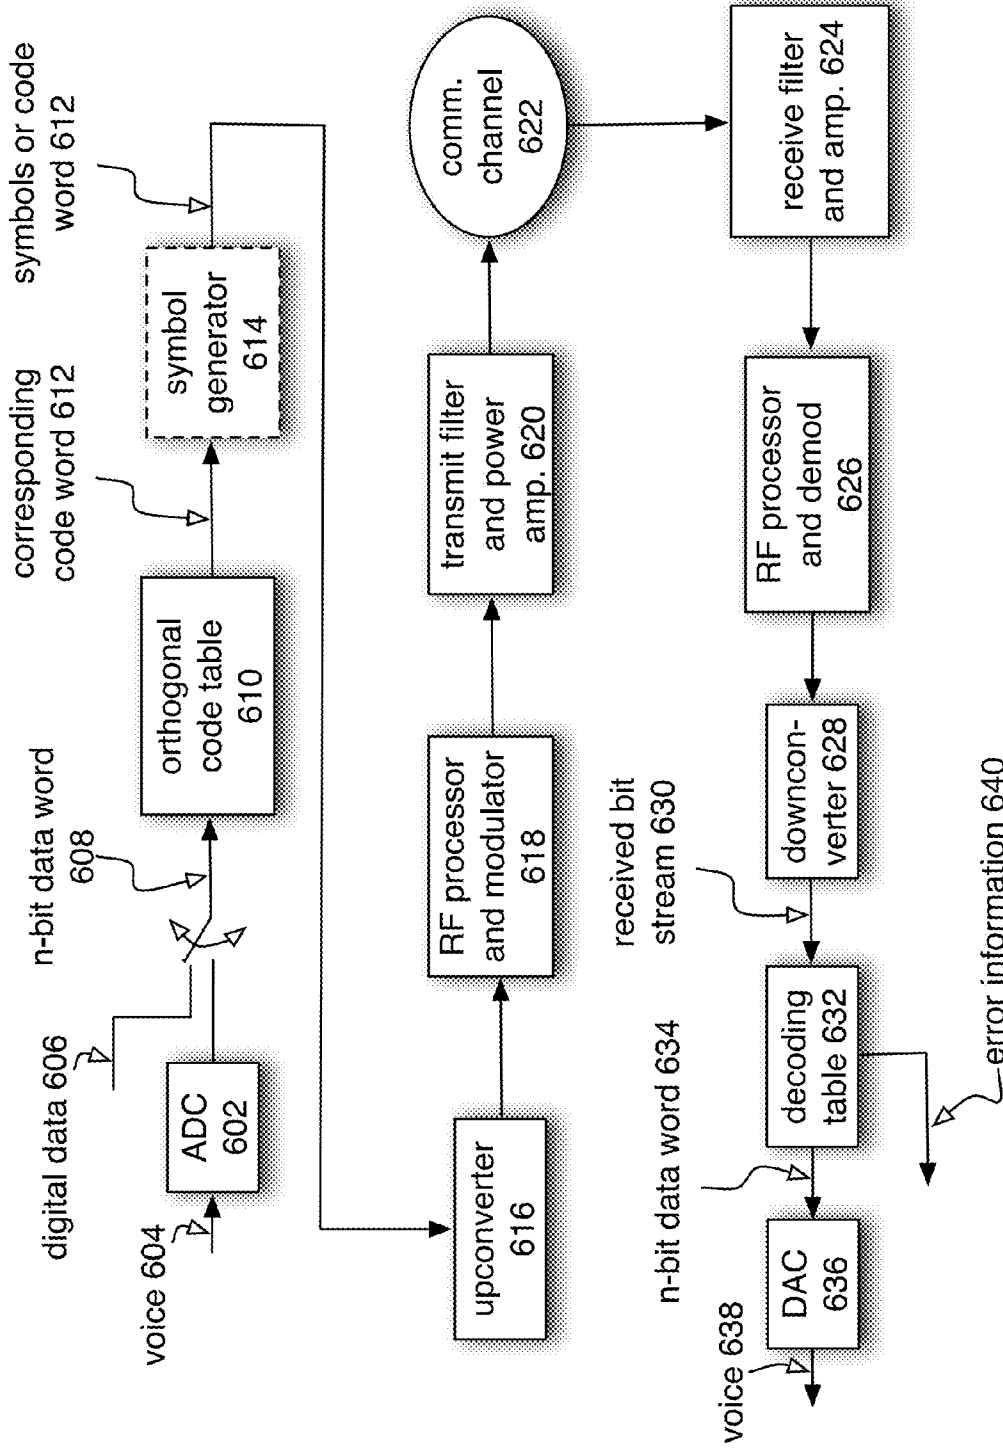 voice 604
ADC
602
digital data 606
n-bit data word
608
orthogonal
code table
610
corresponding
code word 612
symbol
generator
614
symbols or code
word 612
upconverter
616
RF processor
and modulator
618
transmit filter
and power
amp. 620
comm.
channel
622
receive filter
and amp. 624
RF processor
and demod
626
downcon-
verter 628
received bit
stream 630
decoding
table 632
error information 640
n-bit data word 634
DAC
636
voice 638